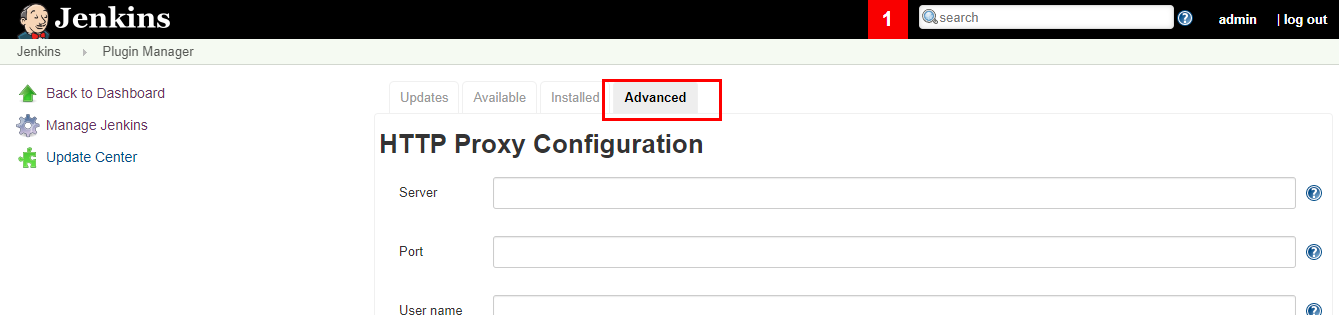 Jenkins 1 search admin | log out
Jenkins Plugin Manager
Back to Dashboard
Manage Jenkins
Update Center
Updates Available Installed Advanced
HTTP Proxy Configuration
Server
Port
User name